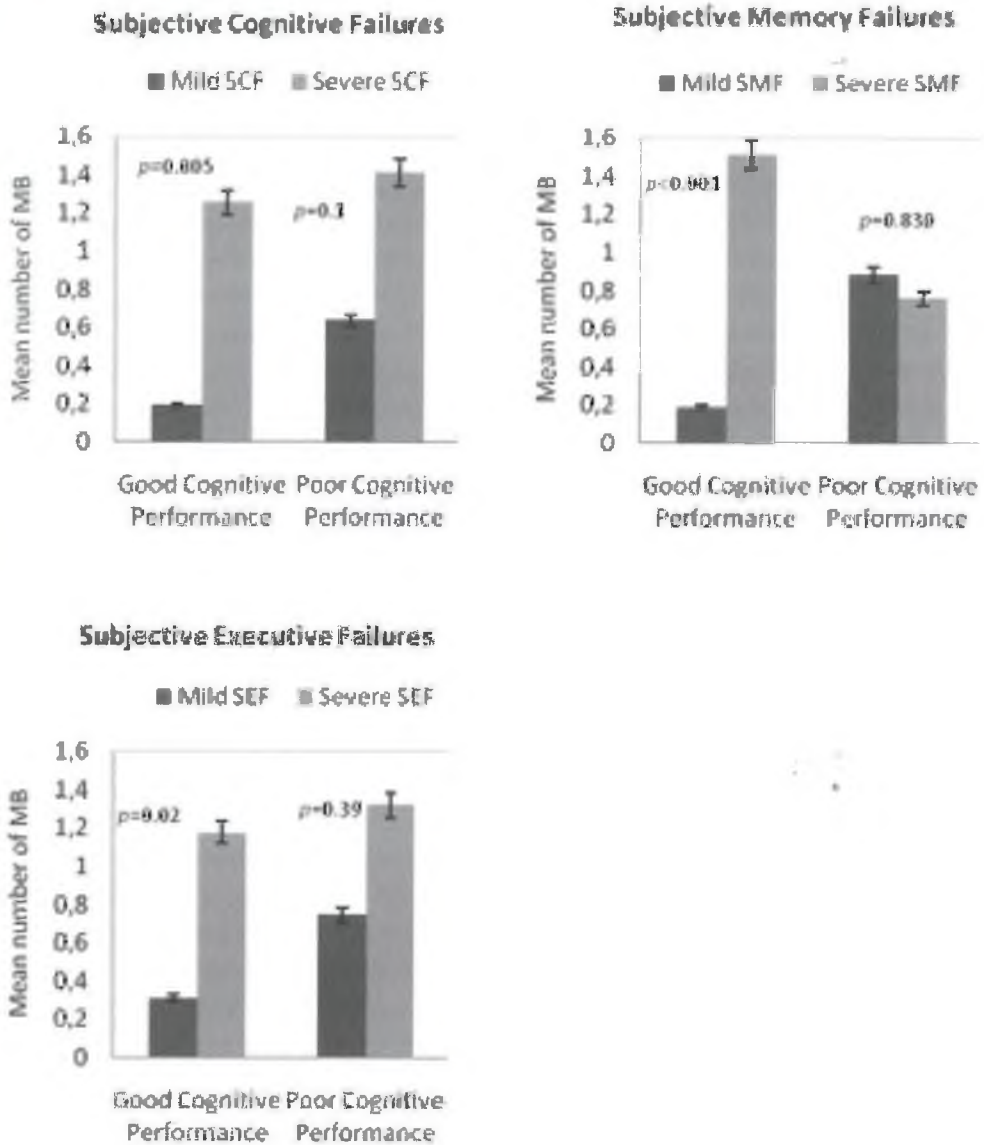 Subjective Cognitive Failures
Mild SCF Severe SCF
Mean number of MB
1,6
1,4
1,2
1
0,8
0,6
0,4
0,2
0
p=0.005
p=0.1
Good Cognitive Performance
Poor Cognitive Performance
Subjective Memory Failures
Mild SMF Severe SMF
Mean number of MB
1,6
1,4
1,2
1
0,8
0,6
0,4
0,2
0
p<0.001
p=0.830
Good Cognitive Performance
Poor Cognitive Performance
Subjective Executive Failures
Mild SEF Severe SEF
Mean number of MB
1,6
1,4
1,2
1
0,8
0,6
0,4
0,2
0
p=0.02
p=0.39
Good Cognitive Performance
Poor Cognitive Performance